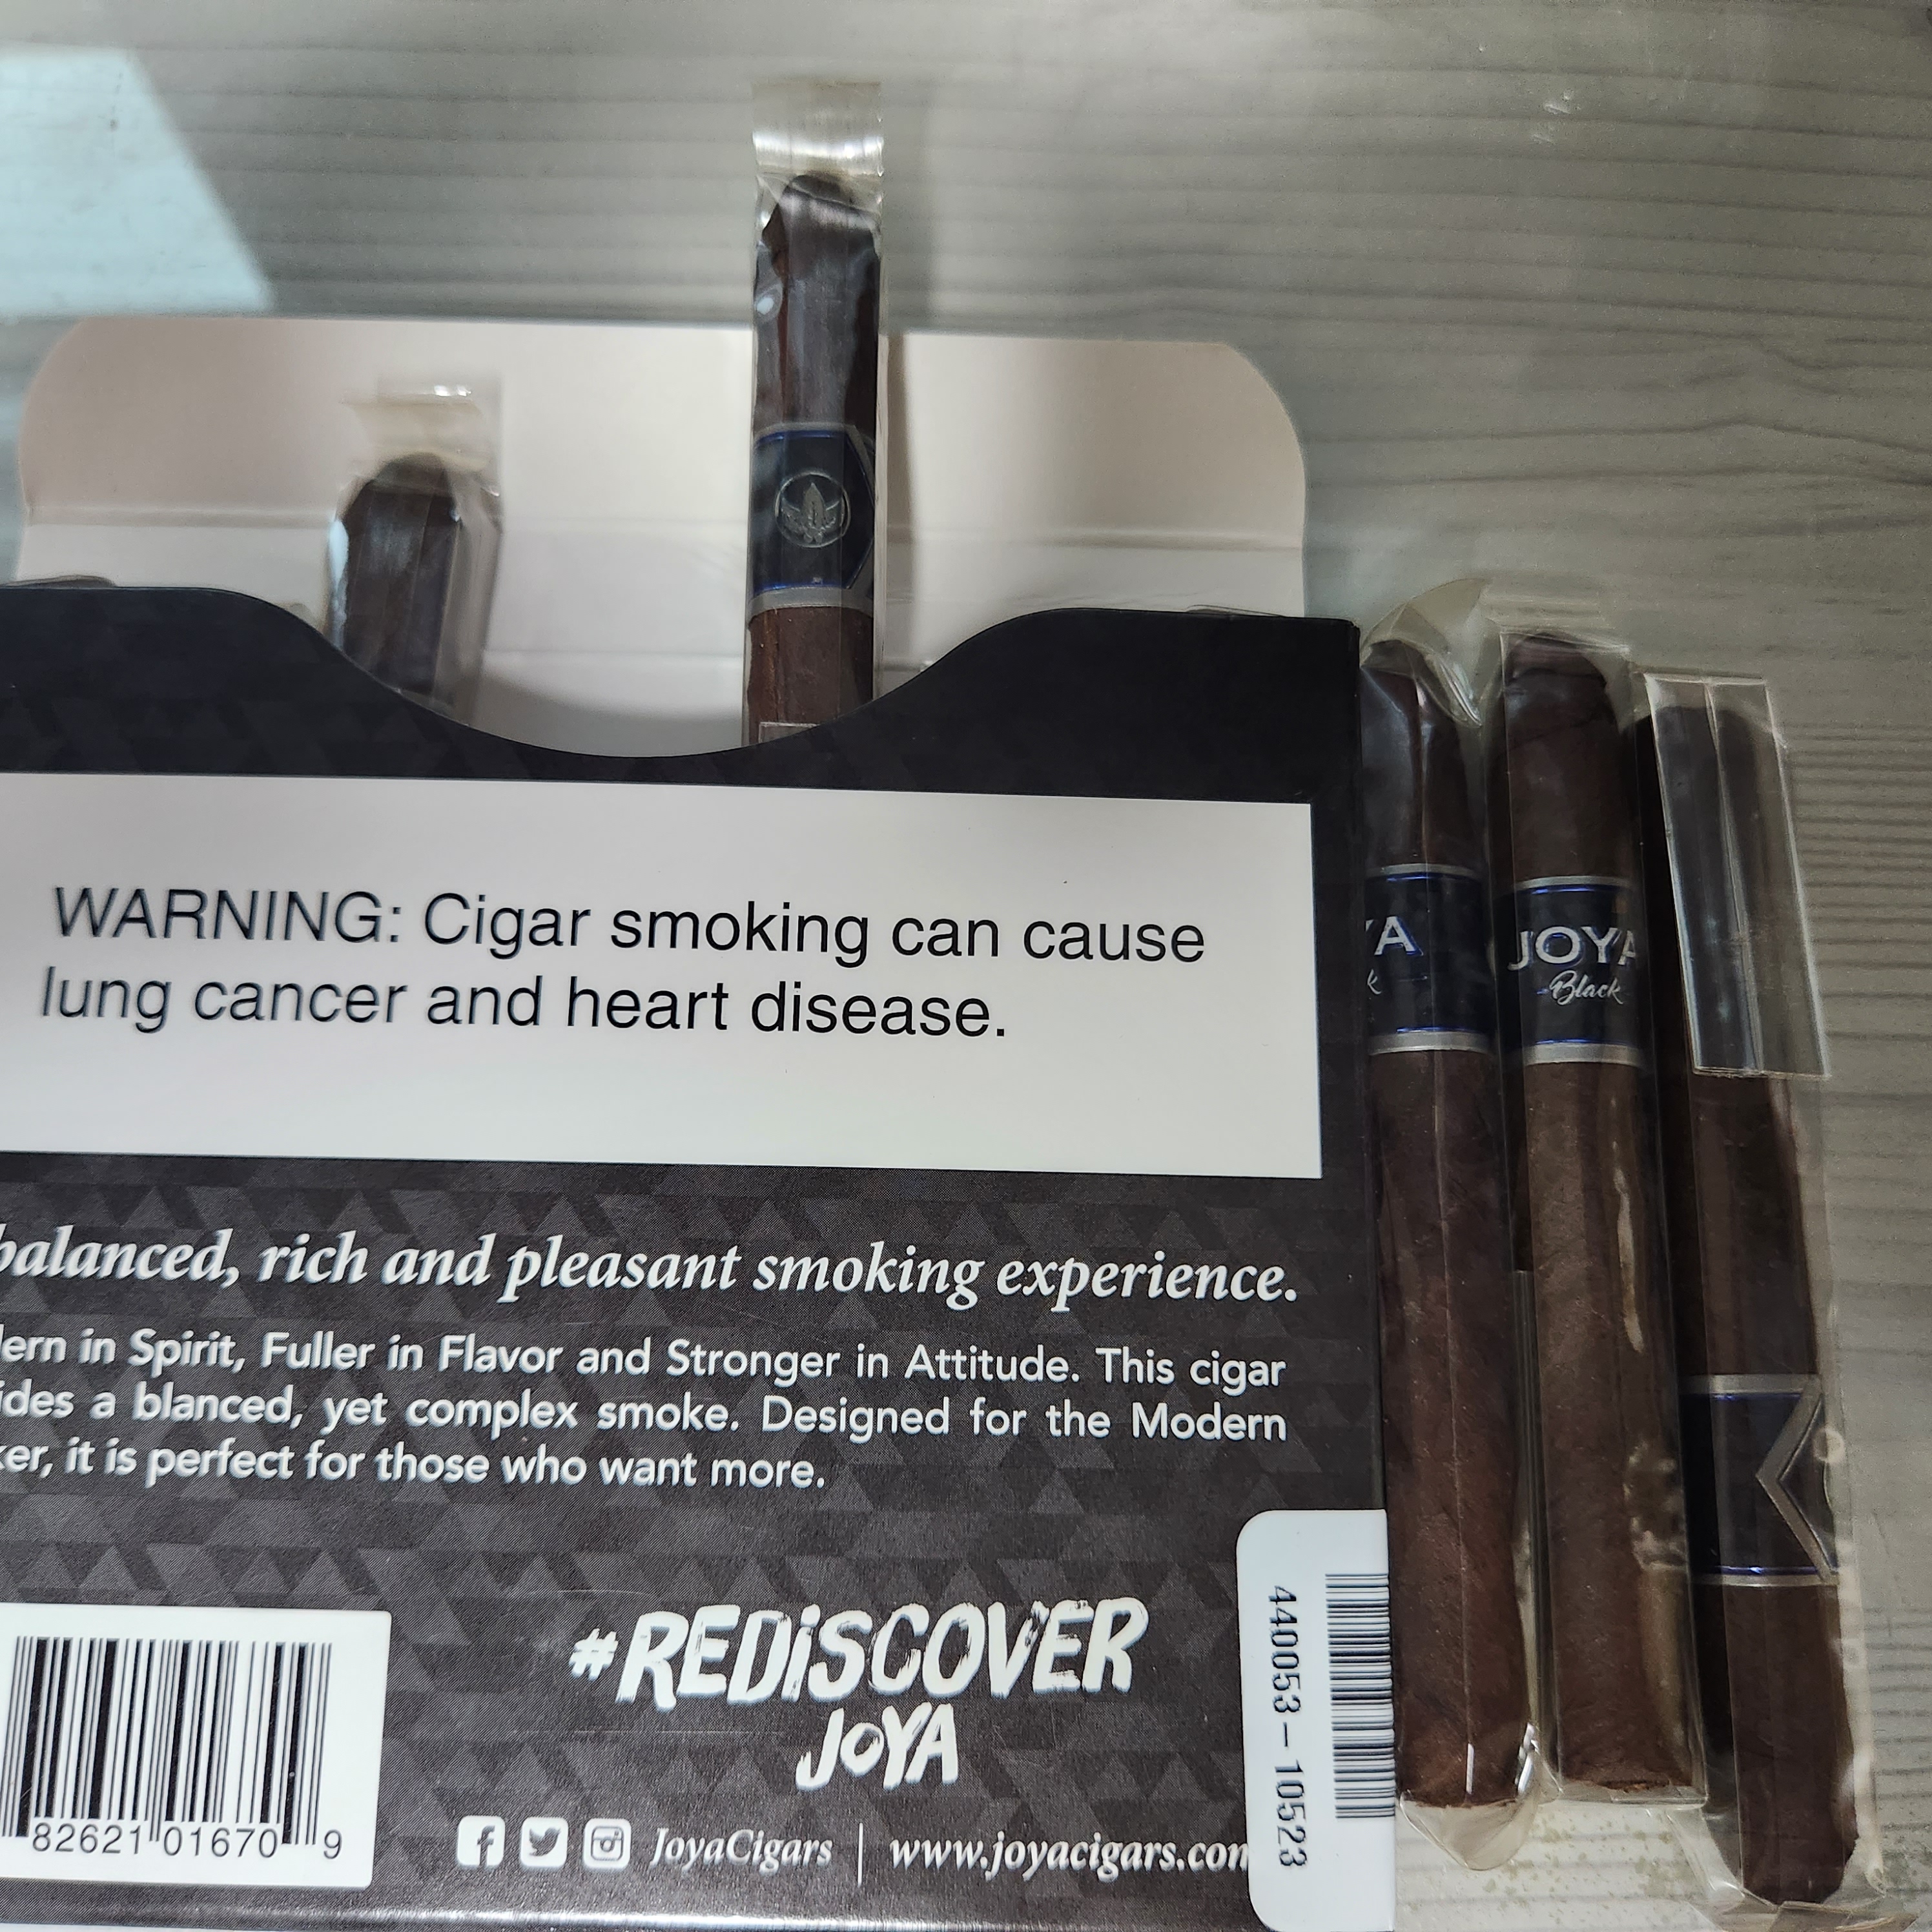 WARNING: Cigar smoking can cause
lung cancer and heart disease.
balanced, rich and pleasant smoking experience.
in Spirit, Fuller in Flavor and Stronger in Attitude. This cigar
a blanced, yet complex smoke. Designed for the Modern
it is perfect for those who want more.
#REDiSCOVER
JOYA
82621 01670 9
JoyaCigars | www.joyacigars.com
440053 - 10523
YA
k
JOYA
Black